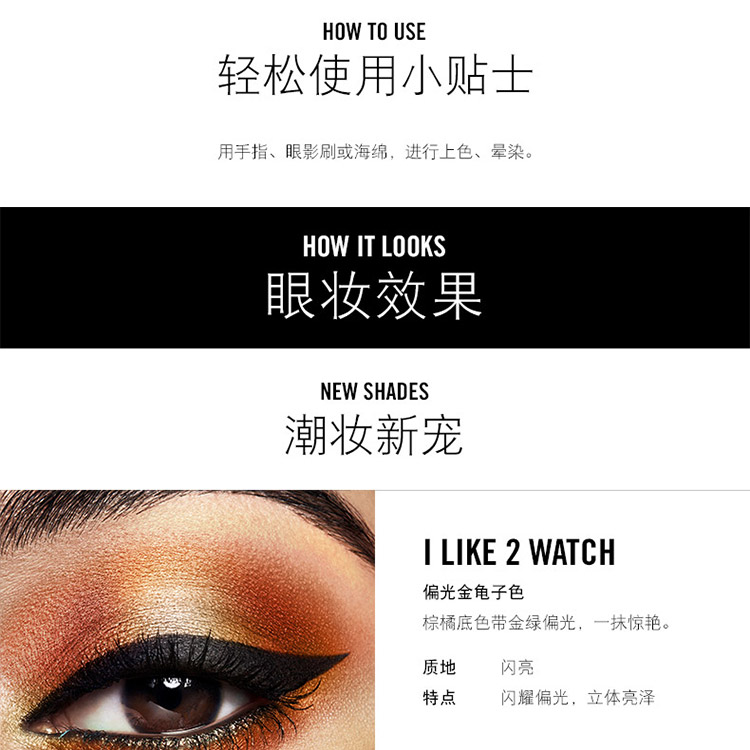 HOW TO USE
轻松使用小贴士
用手指、眼影刷或海绵，进行上色、晕染。
HOW IT LOOKS
眼妆效果
NEW SHADES
潮妆新宠
I LIKE 2 WATCH
偏光金龟子色
棕橘底色带金绿偏光，一抹惊艳。
质地 闪亮
特点 闪耀偏光，立体亮泽